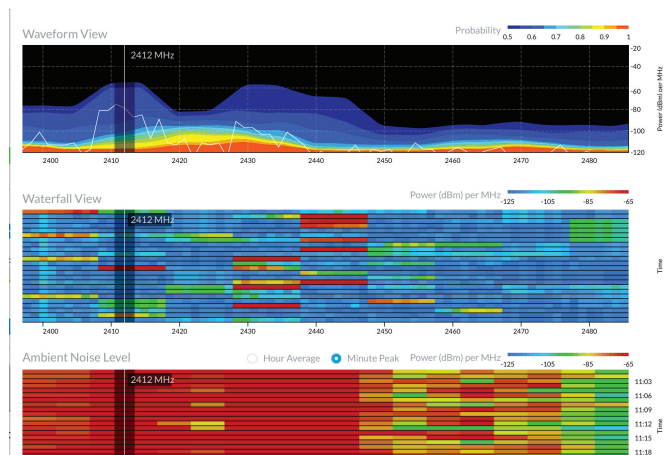 Waveform View
Probability
0.5 0.6 0.7 0.8 0.9 1
2412 MHz
-20
-40
-60
-80
-100
-120
Power (dBm) per MHz
2400 2410 2420 2430 2440 2450 2460 2470 2480
Waterfall View
Power (dBm) per MHz
-125 -105 -85 -65
2412 MHz
Time
2400 2410 2420 2430 2440 2450 2460 2470 2480
Ambient Noise Level
Hour Average
Minute Peak
Power (dBm) per MHz
-125 -105 -85 -65
2412 MHz
11:03
11:06
11:09
11:12
11:15
11:18
Time